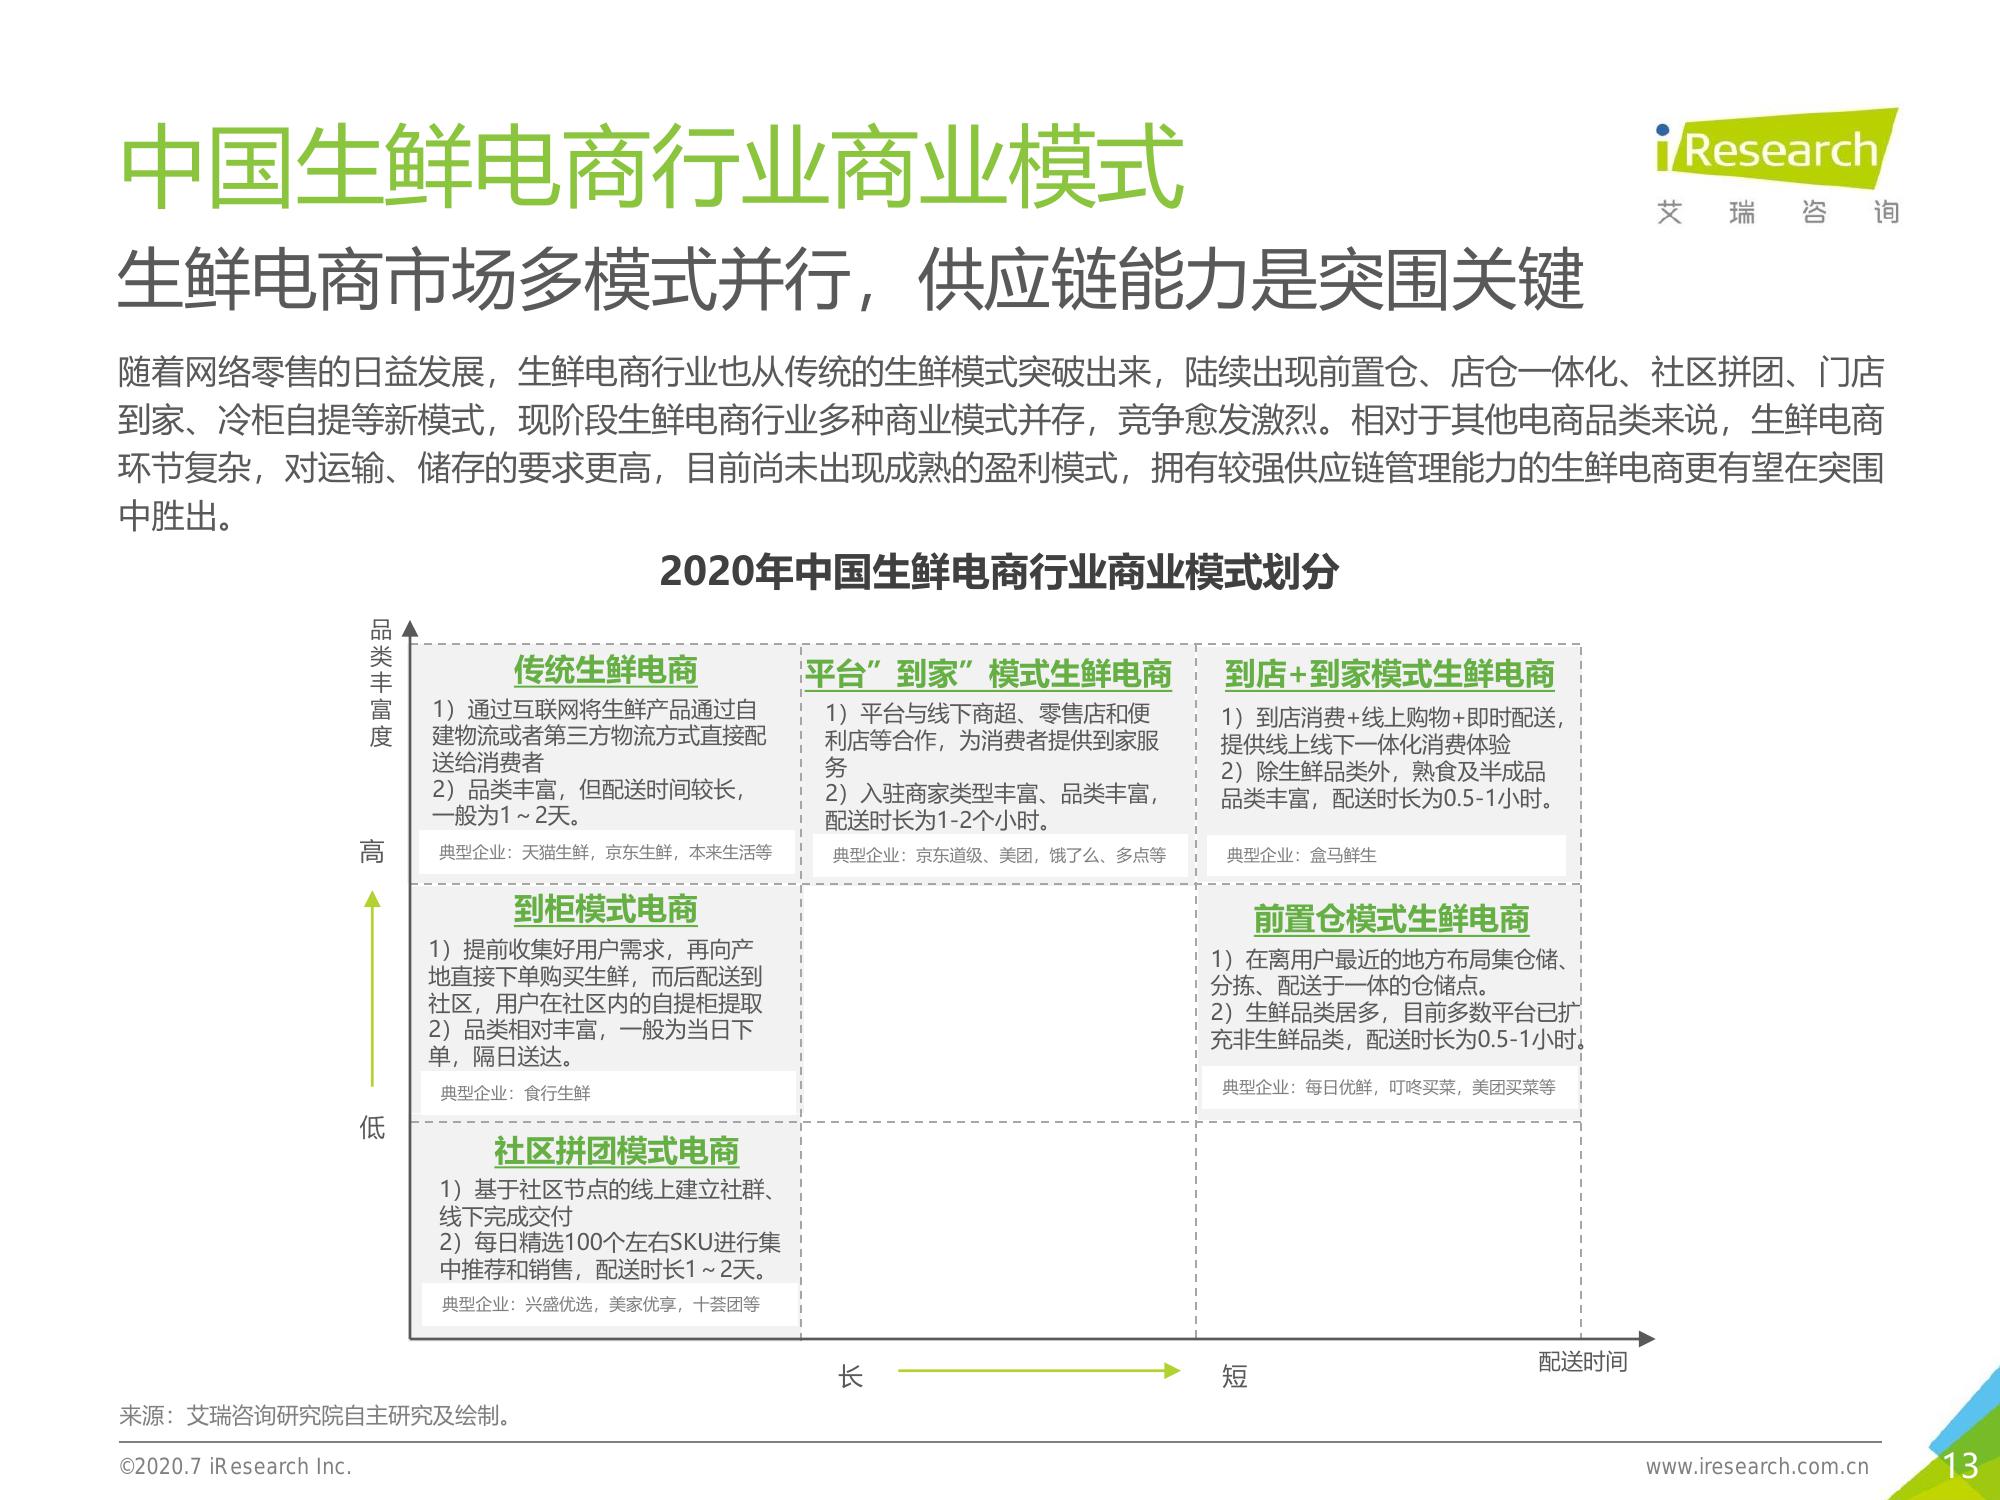 中国生鲜电商行业商业模式
iResearch
艾瑞咨询
生鲜电商市场多模式并行，供应链能力是突围关键
随着网络零售的日益发展，生鲜电商行业也从传统的生鲜模式突破出来，陆续出现前置仓、店仓一体化、社区拼团、门店
到家、冷柜自提等新模式，现阶段生鲜电商行业多种商业模式并存，竞争愈发激烈。相对于其他电商品类来说，生鲜电商
环节复杂，对运输、储存的要求更高，目前尚未出现成熟的盈利模式，拥有较强供应链管理能力的生鲜电商更有望在突围
中胜出。
2020年中国生鲜电商行业商业模式划分
品类丰富度
高
低
传统生鲜电商
1）通过互联网将生鲜产品通过自
建物流或者第三方物流方式直接配
送给消费者
2）品类丰富，但配送时间较长，
一般为1～2天。
典型企业：天猫生鲜，京东生鲜，本来生活等
平台”到家”模式生鲜电商
1）平台与线下商超、零售店和便
利店等合作，为消费者提供到家服
务
2）入驻商家类型丰富、品类丰富，
配送时长为1-2个小时。
典型企业：京东道级、美团，饿了么、多点等
到店+到家模式生鲜电商
1）到店消费+线上购物+即时配送，
提供线上线下一体化消费体验
2）除生鲜品类外，熟食及半成品
品类丰富，配送时长为0.5-1小时。
典型企业：盒马鲜生
到柜模式电商
1）提前收集好用户需求，再向产
地直接下单购买生鲜，而后配送到
社区，用户在社区内的自提柜提取
2）品类相对丰富，一般为当日下
单，隔日送达。
典型企业：食行生鲜
前置仓模式生鲜电商
1）在离用户最近的地方布局集仓储、
分拣、配送于一体的仓储点。
2）生鲜品类居多，目前多数平台已扩
充非生鲜品类，配送时长为0.5-1小时。
典型企业：每日优鲜，叮咚买菜，美团买菜等
社区拼团模式电商
1）基于社区节点的线上建立社群、
线下完成交付
2）每日精选100个左右SKU进行集
中推荐和销售，配送时长1～2天。
典型企业：兴盛优选，美家优享，十荟团等
长
短
配送时间
来源：艾瑞咨询研究院自主研究及绘制。
©2020.7 iResearch Inc.
www.iresearch.com.cn
13